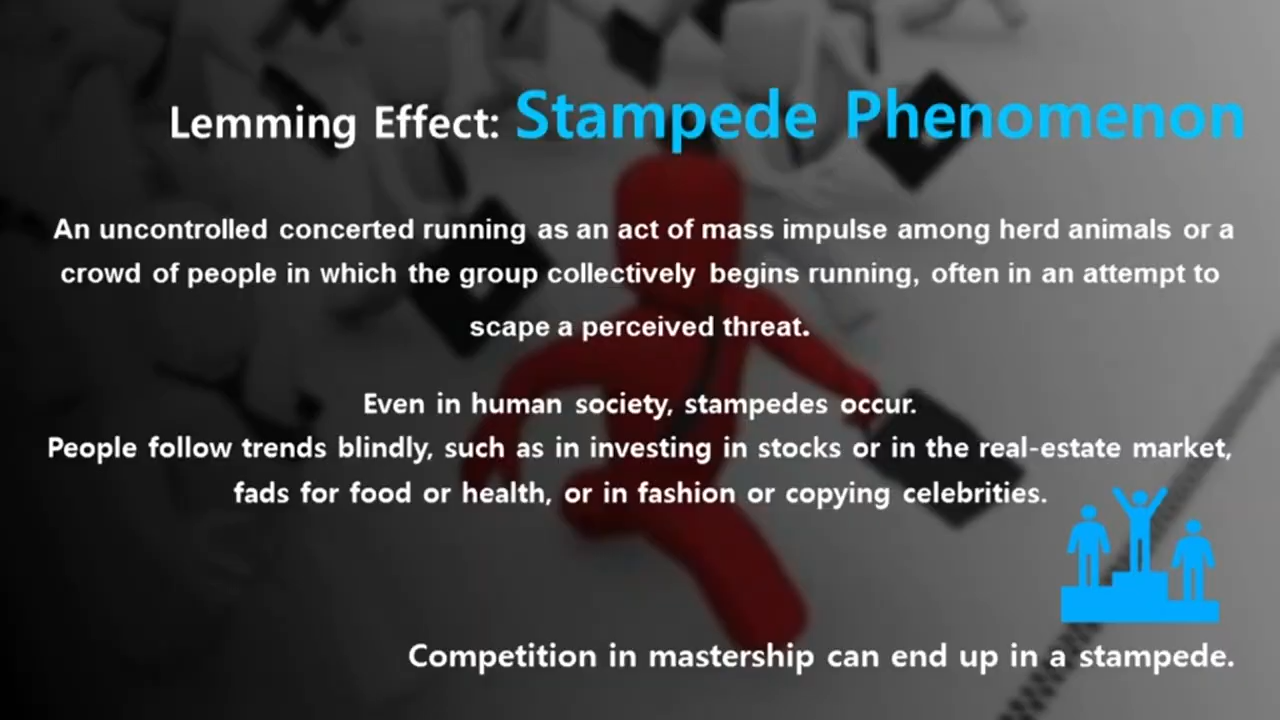 Lemming Effect: Stampede Phenomenon
An uncontrolled concerted running as an act of mass impulse among herd animals or a
crowd of people in which the group collectively begins running, often in an attempt to
scape a perceived threat.
Even in human society, stampedes occur.
People follow trends blindly, such as in investing in stocks or in the real-estate market,
fads for food or health, or in fashion or copying celebrities.
Competition in mastership can end up in a stampede.